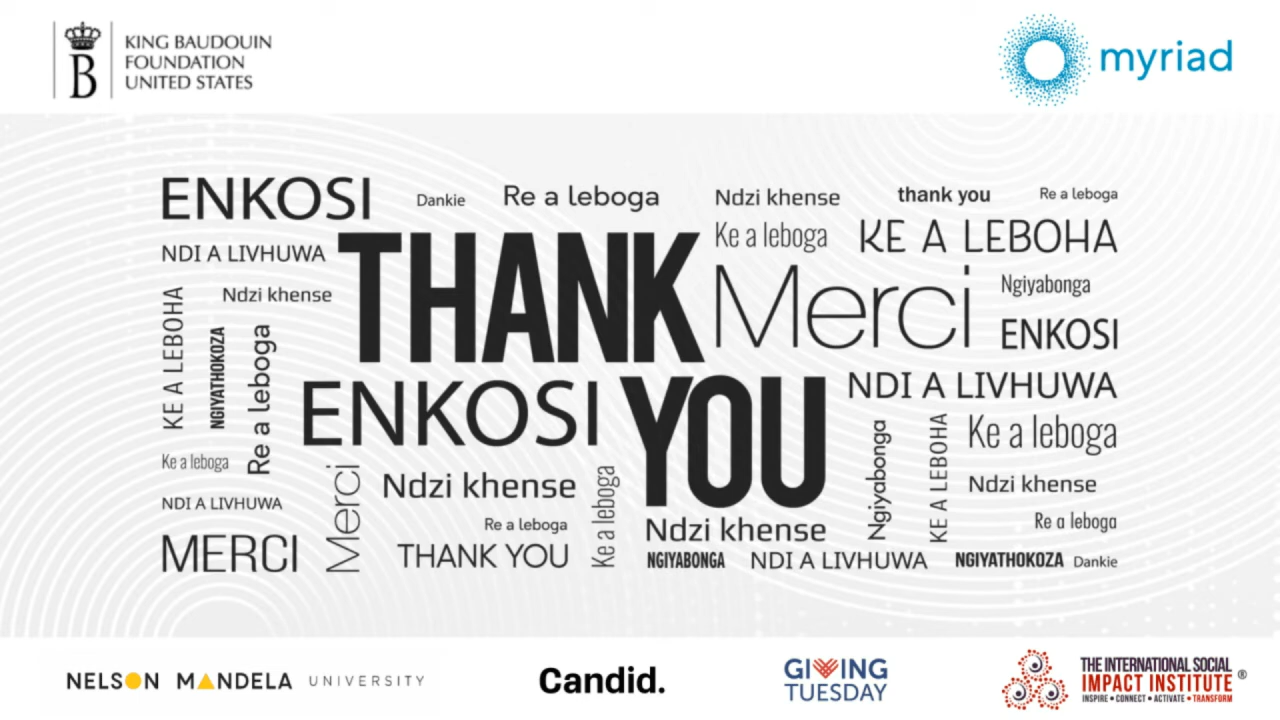 KING BAUDOUIN
FOUNDATION
UNITED STATES
B
myriad
ENKOSI
Dankie
Re a leboga
Ndzi khense
thank you
Re a leboga
NDI A LIVHUWA
THANK
Ke a leboga
KE A LEBOHA
Ndzi khense
Merci
Ngiyabonga
ENKOSI
KE A LEBOHA
NGIYATHOKOZA
Re a leboga
ENKOSI
YOU
NDI A LIVHUWA
Ngiyabonga
KE A LEBOHA
Ke a leboga
Ke a leboga
Merci
Ndzi khense
Ke a leboga
Ndzi khense
NDI A LIVHUWA
Re a leboga
Ndzi khense
Re a leboga
MERCI
THANK YOU
NGIYABONGA
NDI A LIVHUWA
NGIYATHOKOZA
Dankie
NELSON MANDELA UNIVERSITY
Candid.
GIVING
TUESDAY
THE INTERNATIONAL SOCIAL
IMPACT INSTITUTE ®
INSPIRE • CONNECT • ACTIVATE • TRANSFORM